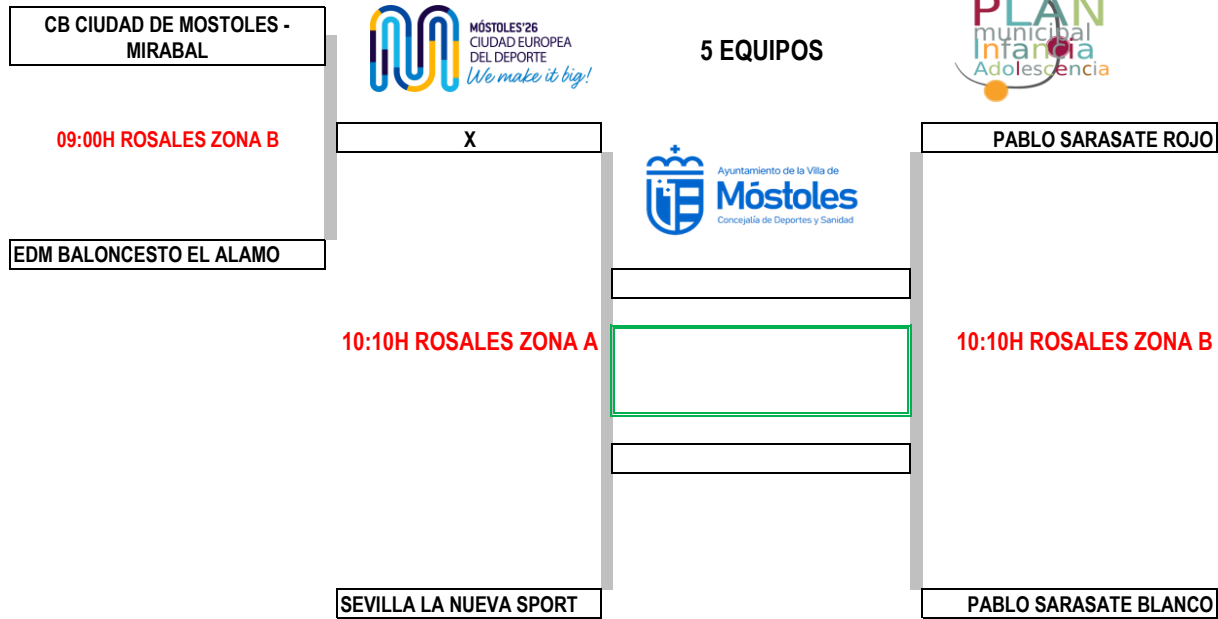 CB CIUDAD DE MOSTOLES -
MIRABAL
MÓSTOLES'26
CIUDAD EUROPEA
DEL DEPORTE
We make it big!
5 EQUIPOS
PLAN
municipal
Infancia
Adolescencia
09:00H ROSALES ZONA B
X
PABLO SARASATE ROJO
Ayuntamiento de la Villa de
Móstoles
Concejalía de Deportes y Sanidad
EDM BALONCESTO EL ALAMO
10:10H ROSALES ZONA A
10:10H ROSALES ZONA B
SEVILLA LA NUEVA SPORT
PABLO SARASATE BLANCO